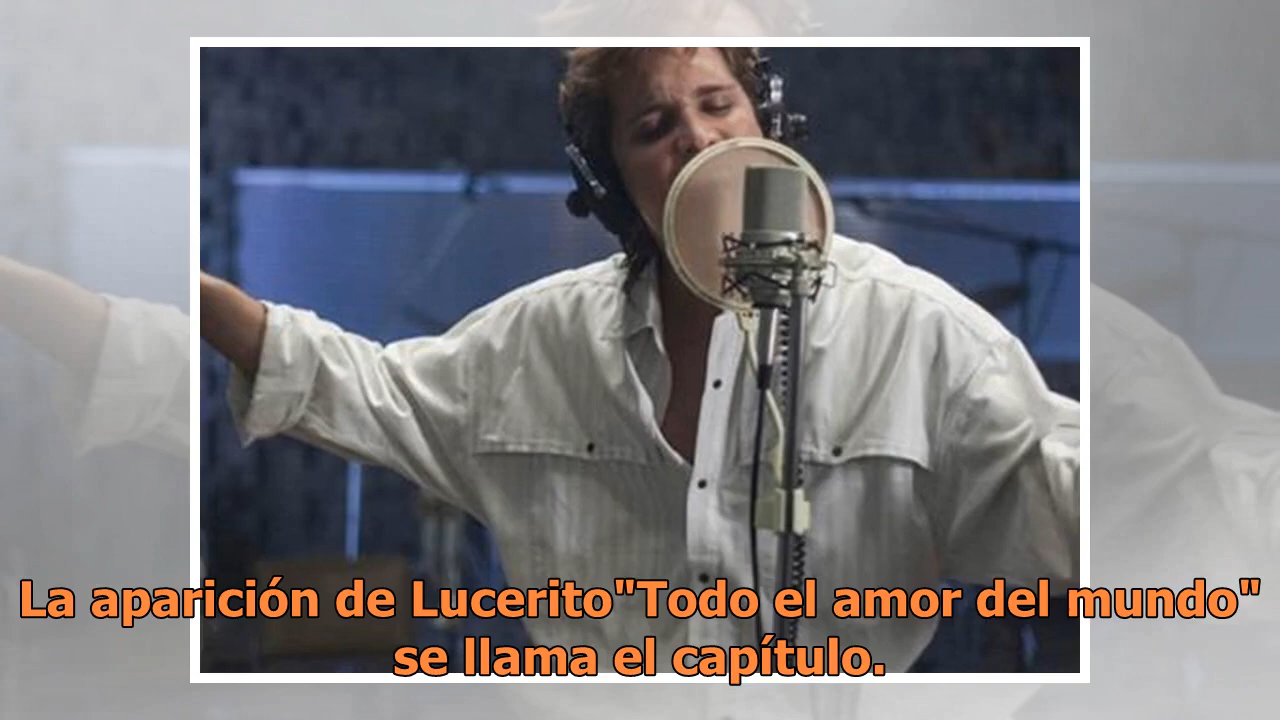 La aparición de Lucerito"Todo el amor del mundo"
se llama el capítulo.